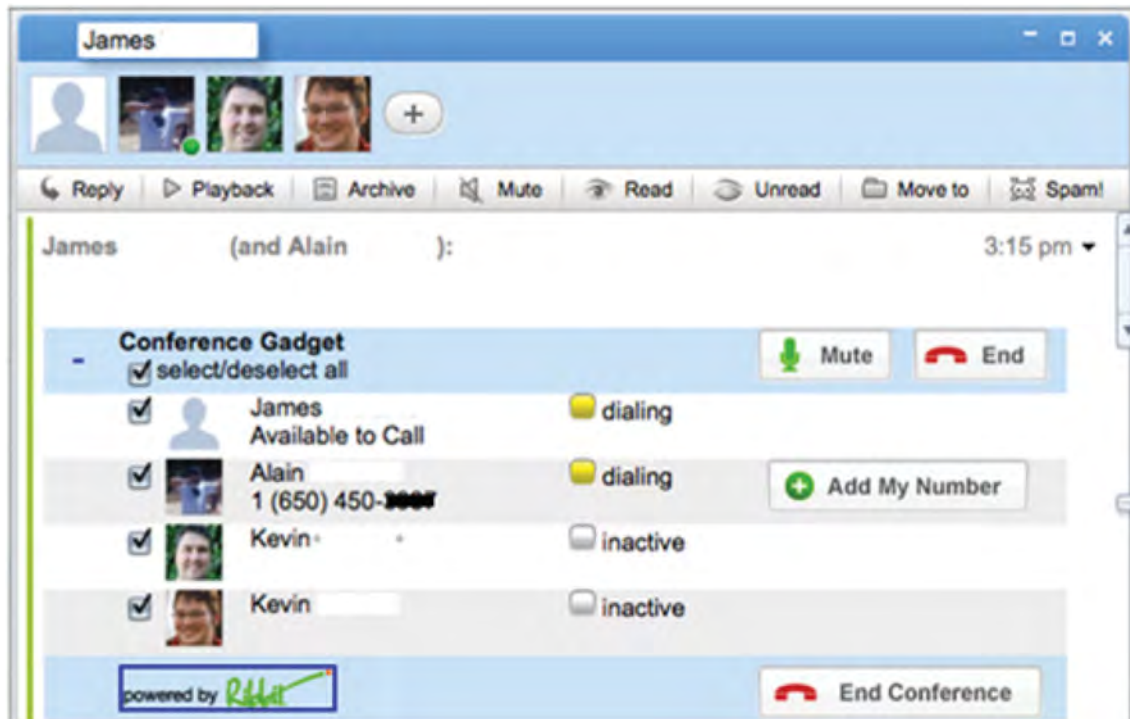 James
Reply Playback Archive Mute Read Unread Move to Spam!
James (and Alain ): 3:15 pm
Conference Gadget Mute End
select/deselect all
James dialing
Available to Call
Alain dialing
1 (650) 450- Add My Number
Kevin inactive
Kevin inactive
powered by Ribbit End Conference